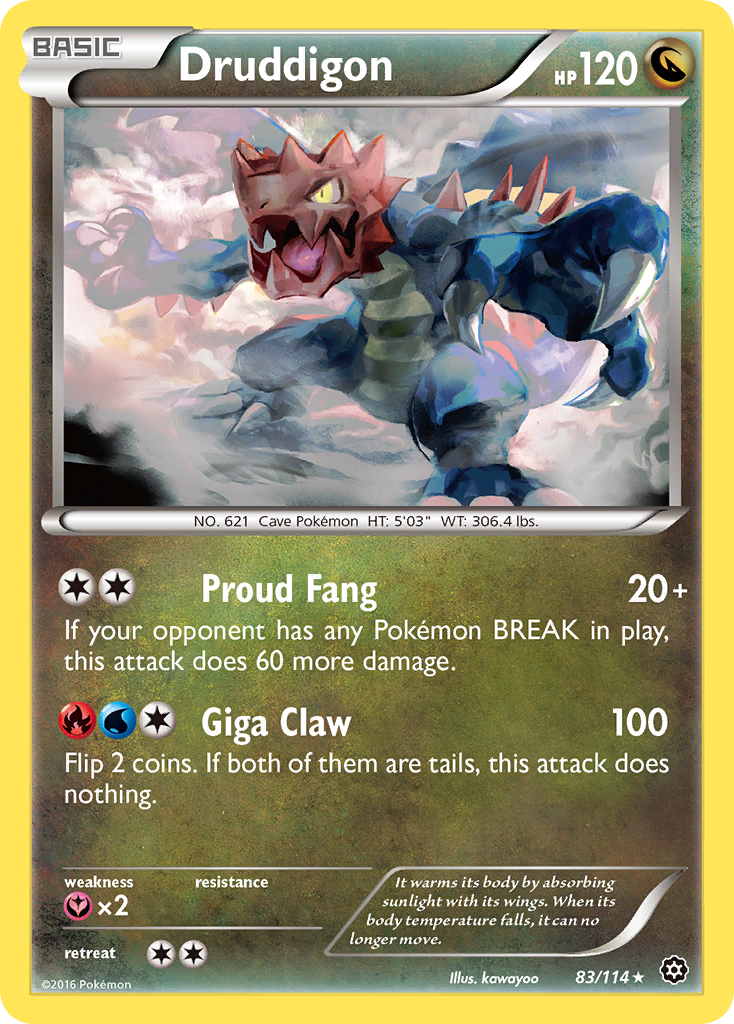 BASIC
Druddigon
HP120
NO. 621 Cave Pokémon HT: 5'03" WT: 306.4 lbs.
Proud Fang 20+
If your opponent has any Pokémon BREAK in play,
this attack does 60 more damage.
Giga Claw 100
Flip 2 coins. If both of them are tails, this attack does
nothing.
weakness resistance
×2
retreat
It warms its body by absorbing
sunlight with its wings. When its
body temperature falls, it can no
longer move.
©2016 Pokémon
Illus. kawayoo 83/114 ★